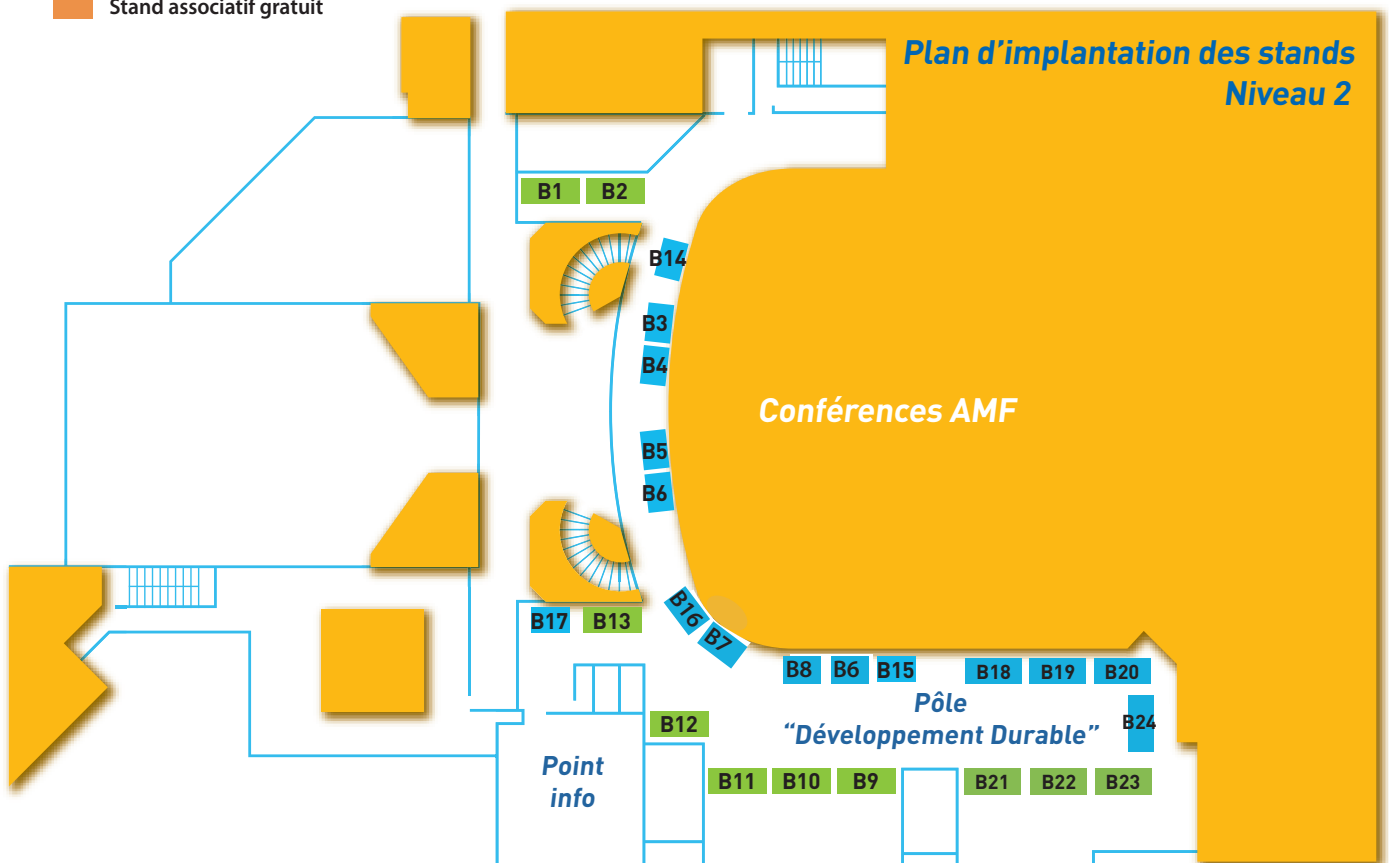 Stand associatif gratuit
Plan d’implantation des stands
Niveau 2
B1
B2
B14
B3
B4
Conférences AMF
B5
B6
B16
B7
B17
B13
B8
B6
B15
B18
B19
B20
Pôle
“Développement Durable”
B24
B12
Point
info
B11
B10
B9
B21
B22
B23